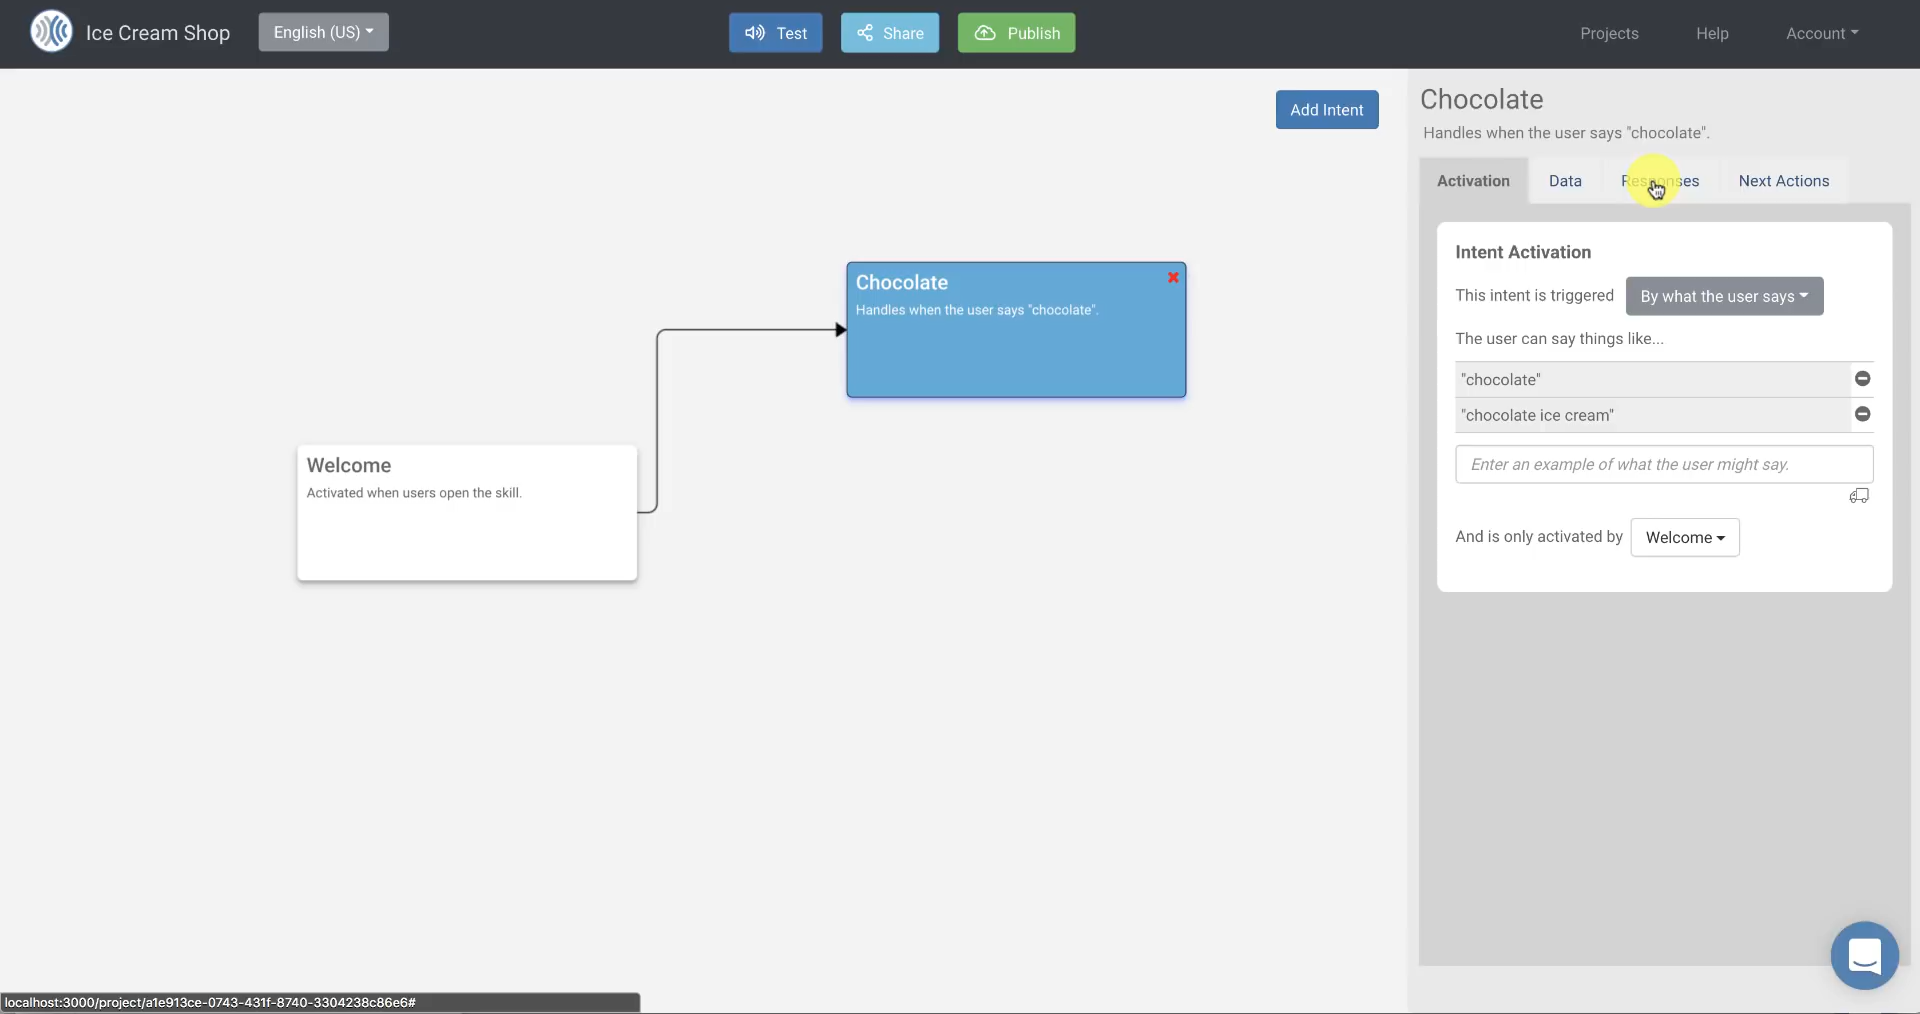 Ice Cream Shop
English (US)
Test
Share
Publish
Projects
Help
Account
Add Intent
Chocolate
Handles when the user says "chocolate".
Activation
Data
Responses
Next Actions
Intent Activation
This intent is triggered By what the user says
The user can say things like...
"chocolate"
"chocolate ice cream"
Enter an example of what the user might say.
And is only activated by Welcome
Chocolate
Handles when the user says "chocolate".
Welcome
Activated when users open the skill.
localhost:3000/project/a1e913ce-0743-431f-8740-3304238c86e6#